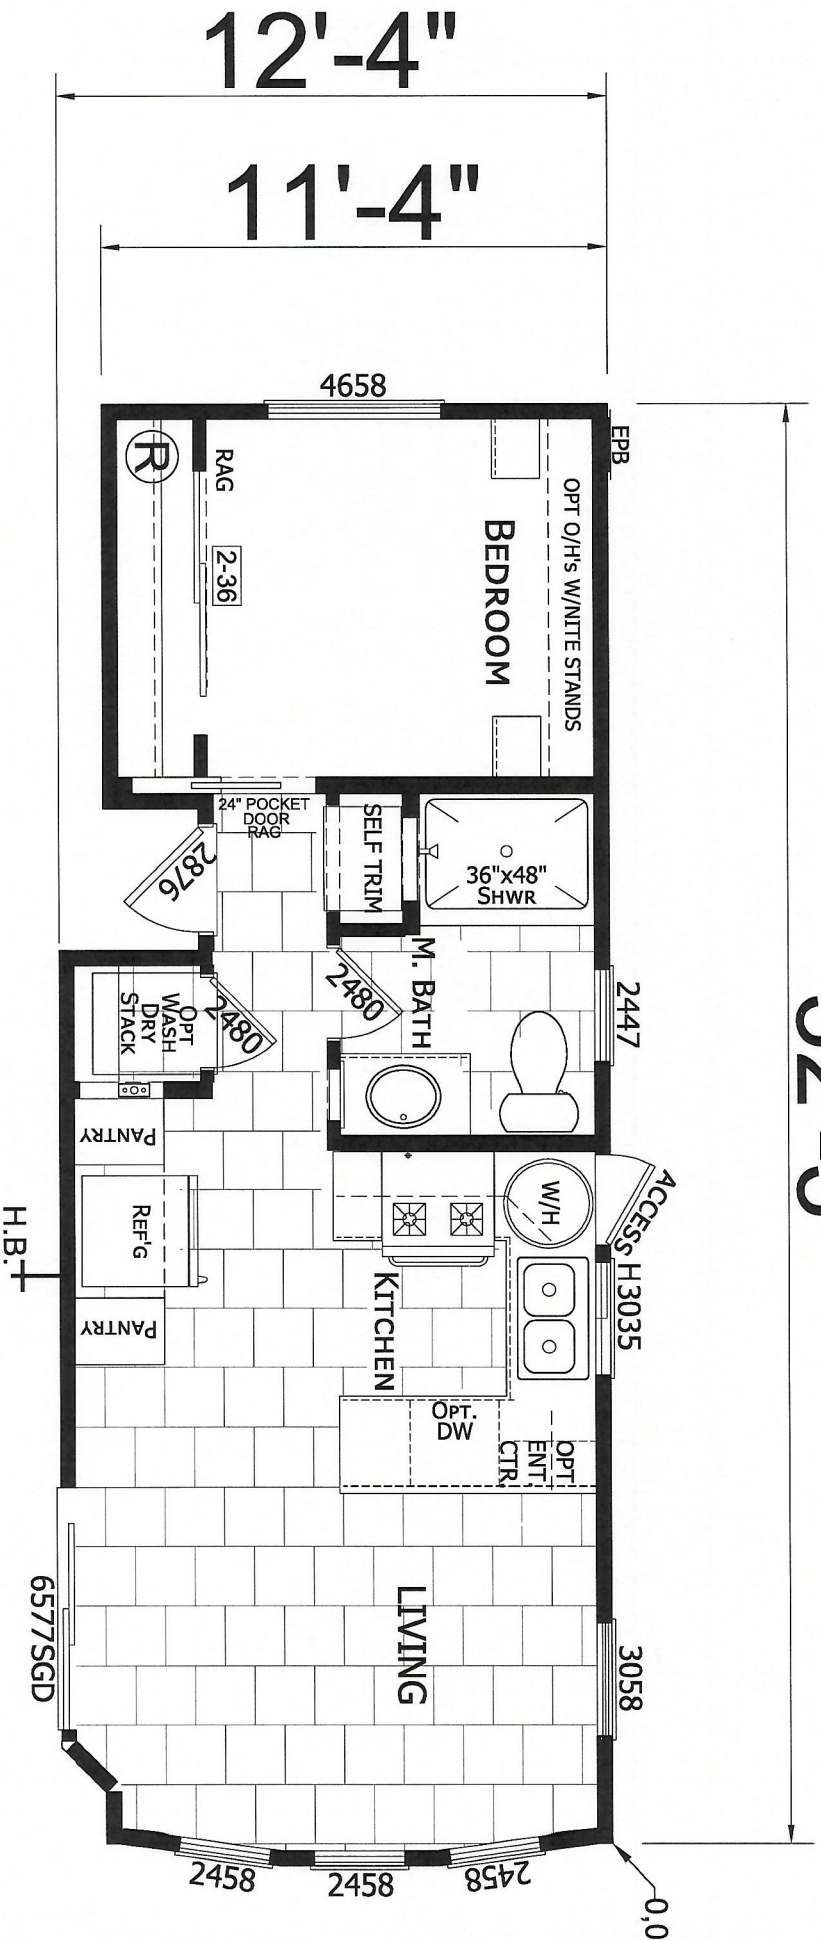 12'-4"
11'-4"
4658
EPB
OPT O/H's W/NITE STANDS
BEDROOM
RAG
R
2-36
24" POCKET
DOOR
RAG
SELF TRIM
36"x48"
SHWR
2876
M. BATH
2480
2447
2480
OPT
WASH
DRY
STACK
PANTRY
REF'G
PANTRY
H.B.
W/H
ACCESS
H3035
KITCHEN
OPT.
DW
OPT
ENT.
CTR.
LIVING
6577SGD
3058
2458
2458
2458
0,0